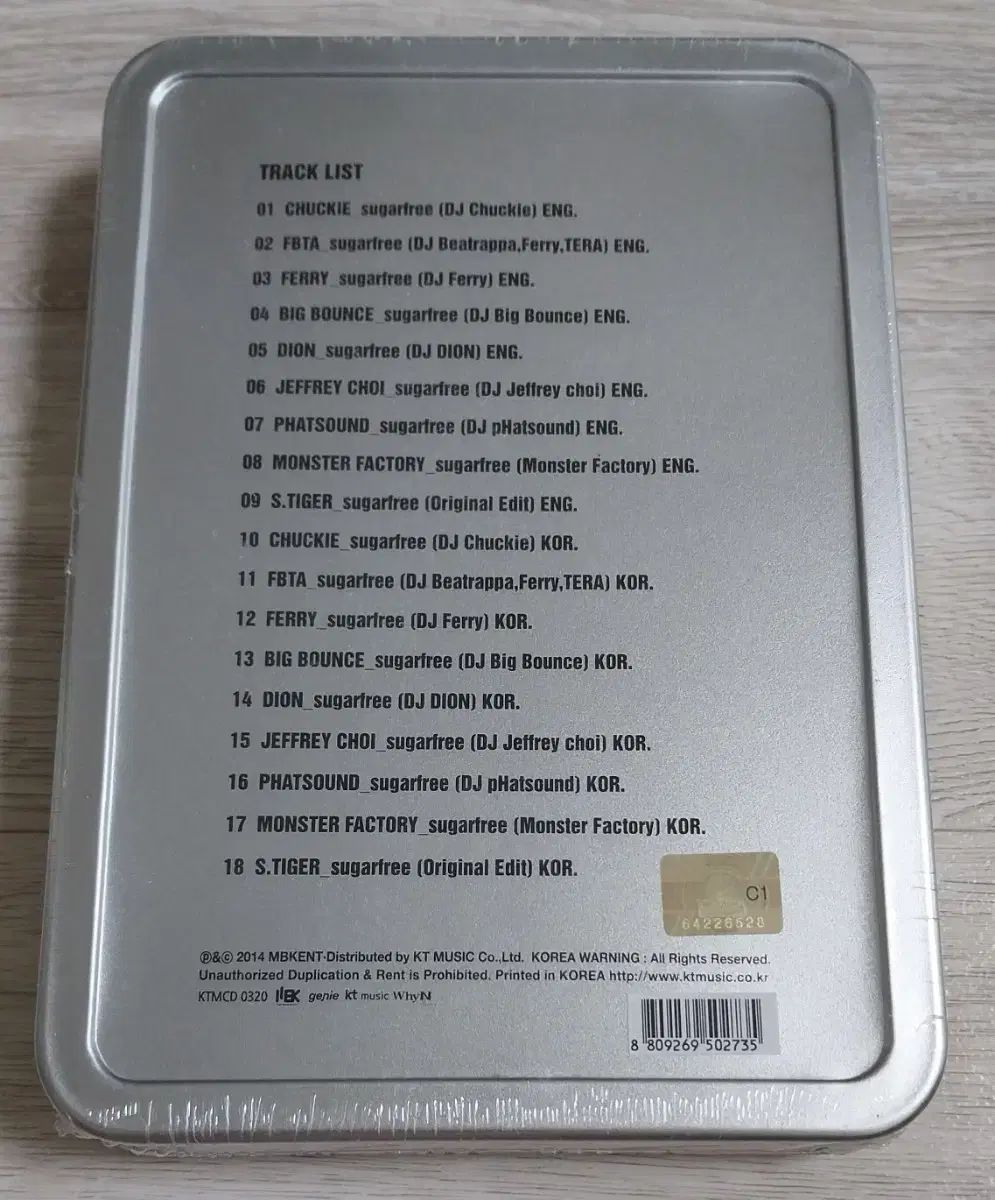 TRACK LIST
01 CHUCKIE_sugarfree (DJ Chuckie) ENG.
02 FBTA_sugarfree (DJ Beatrappa,Ferry,TERA) ENG.
03 FERRY_sugarfree (DJ Ferry) ENG.
04 BIG BOUNCE_sugarfree (DJ Big Bounce) ENG.
05 DION_sugarfree (DJ DION) ENG.
06 JEFFREY CHOI_sugarfree (DJ Jeffrey choi) ENG.
07 PHATSOUND_sugarfree (DJ pHatsound) ENG.
08 MONSTER FACTORY_sugarfree (Monster Factory) ENG.
09 S.TIGER_sugarfree (Original Edit) ENG.
10 CHUCKIE_sugarfree (DJ Chuckie) KOR.
11 FBTA_sugarfree (DJ Beatrappa,Ferry,TERA) KOR.
12 FERRY_sugarfree (DJ Ferry) KOR.
13 BIG BOUNCE_sugarfree (DJ Big Bounce) KOR.
14 DION_sugarfree (DJ DION) KOR.
15 JEFFREY CHOI_sugarfree (DJ Jeffrey choi) KOR.
16 PHATSOUND_sugarfree (DJ pHatsound) KOR.
17 MONSTER FACTORY_sugarfree (Monster Factory) KOR.
18 S.TIGER_sugarfree (Original Edit) KOR.
C1
64226628
℗&© 2014 MBKENT·Distributed by KT MUSIC Co.,Ltd. KOREA WARNING : All Rights Reserved.
Unauthorized Duplication & Rent is Prohibited. Printed in KOREA http://www.ktmusic.co.kr
KTMCD 0320 genie kt music WhyN
8 809269 502735